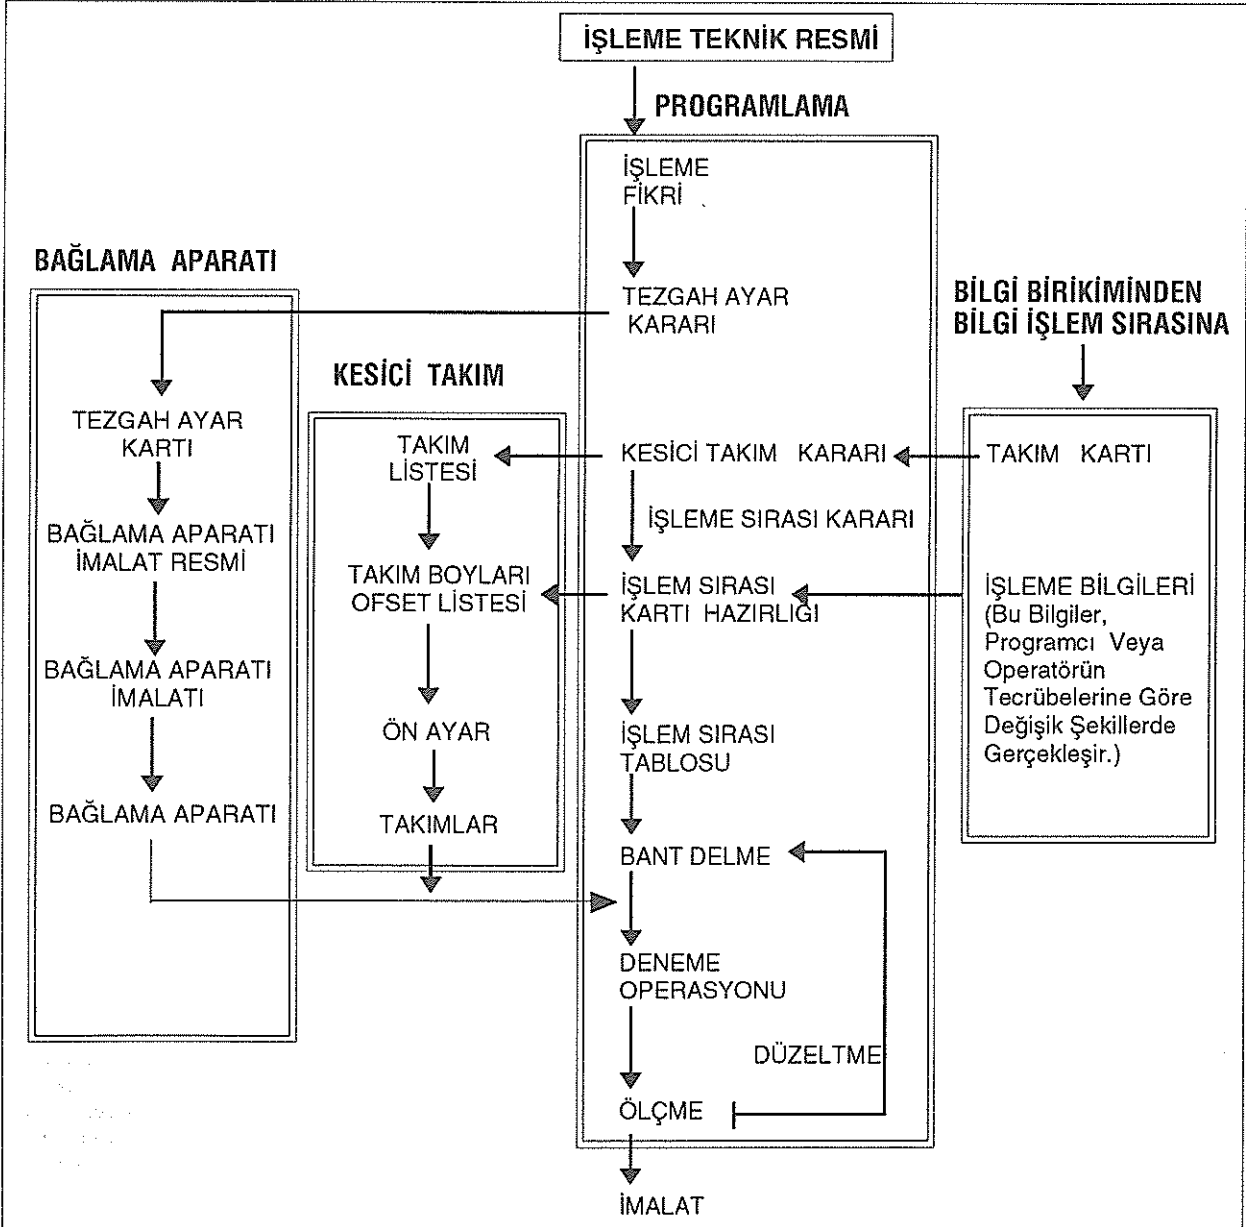 İŞLEME TEKNİK RESMİ
PROGRAMLAMA
İŞLEME
FİKRİ
TEZGAH AYAR
KARARI
BAĞLAMA APARATI
TEZGAH AYAR
KARTI
BAĞLAMA APARATI
İMALAT RESMİ
BAĞLAMA APARATI
İMALATI
BAĞLAMA APARATI
KESİCİ TAKIM
TAKIM
LİSTESİ
TAKIM BOYLARI
OFSET LİSTESİ
ÖN AYAR
TAKIMLAR
KESİCİ TAKIM KARARI
İŞLEME SIRASI KARARI
İŞLEM SIRASI
KARTI HAZIRLIĞI
İŞLEM SIRASI
TABLOSU
BANT DELME
DENEME
OPERASYONU
DÜZELTME
ÖLÇME
İMALAT
BİLGİ BİRİKİMİNDEN
BİLGİ İŞLEM SIRASINA
TAKIM KARTI
İŞLEME BİLGİLERİ
(Bu Bilgiler,
Programcı Veya
Operatörün
Tecrübelerine Göre
Değişik Şekillerde
Gerçekleşir.)